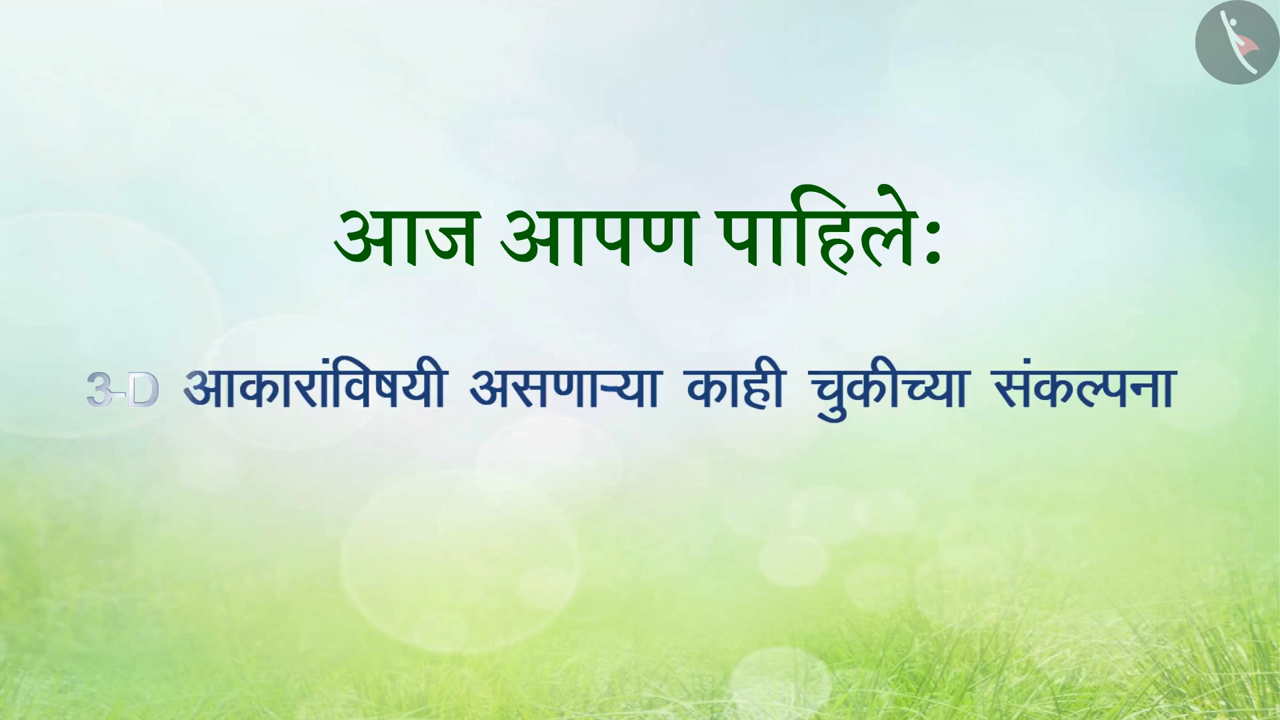 आज आपण पाहिले:
3-D आकारांविषयी असणाऱ्या काही चुकीच्या संकल्पना